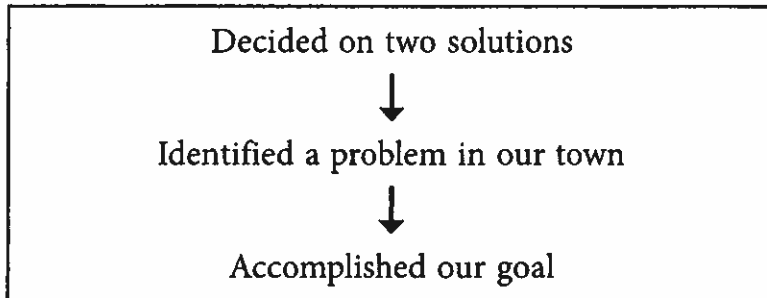 Decided on two solutions
Identified a problem in our town
Accomplished our goal